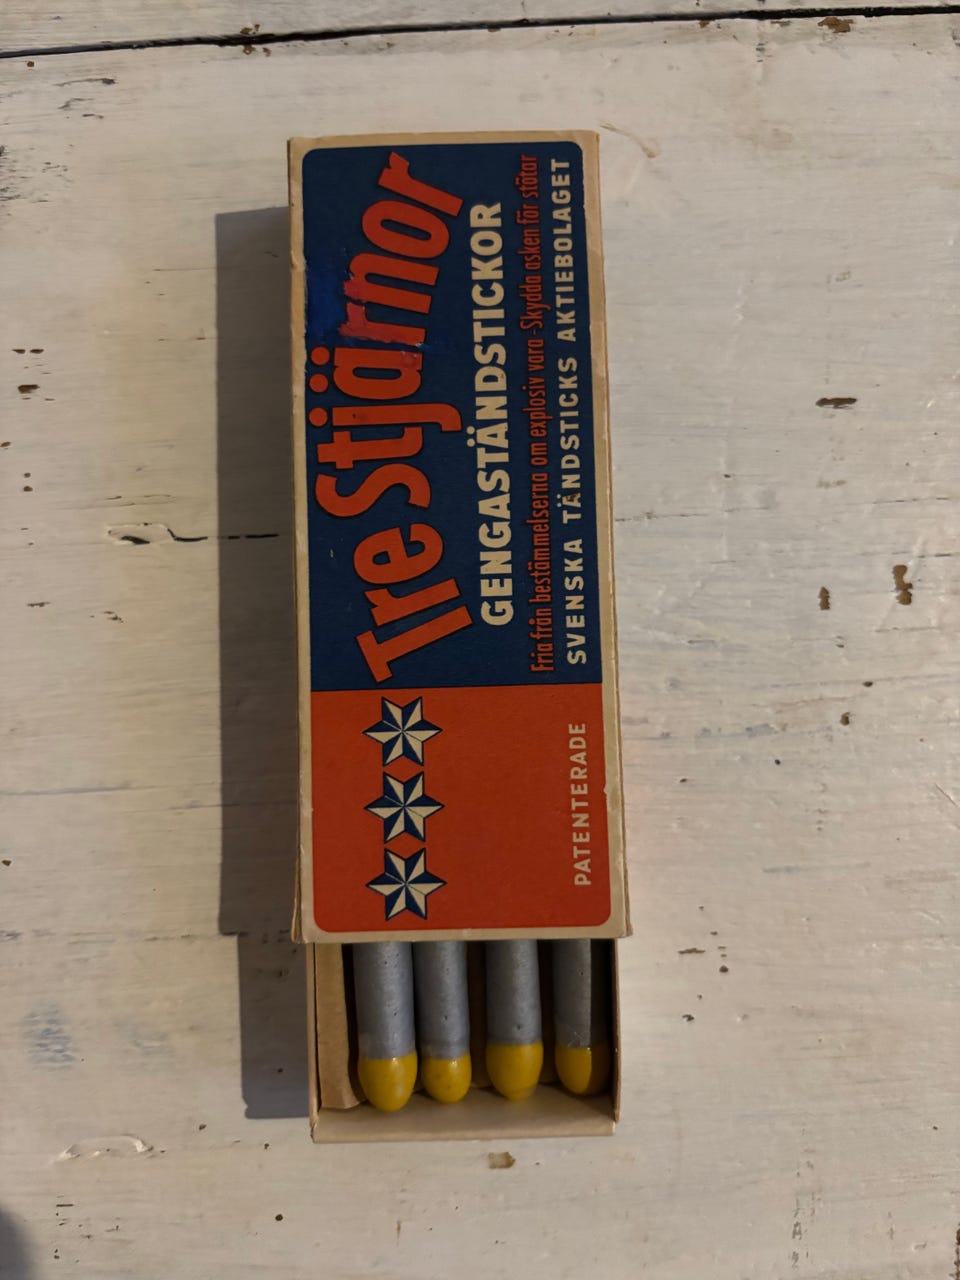 Tre Stjärnor
GENGASTÄNDSTICKOR
Fria från bestämmelserna om explosiv vara - Skydda asken för stötar
SVENSKA TÄNDSTICKS AKTIEBOLAGET
PATENTERADE